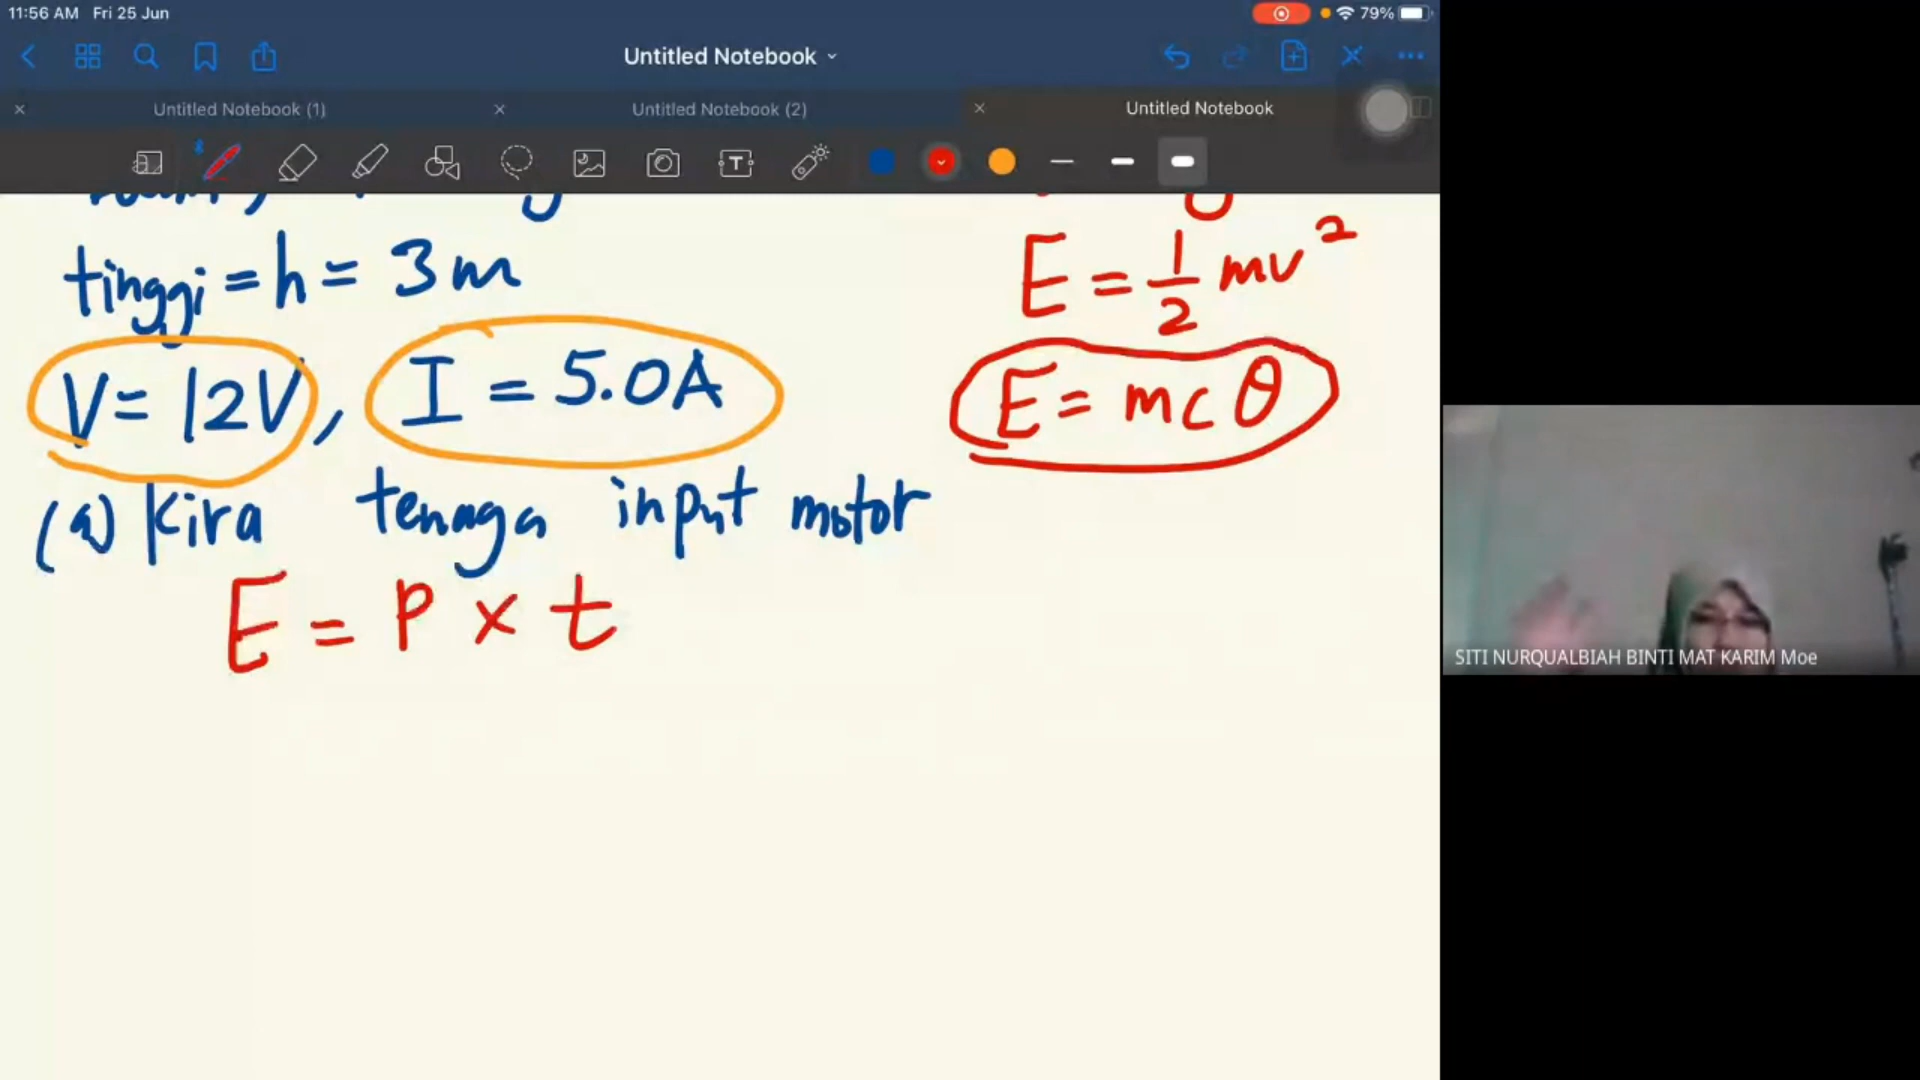 11:56 AM Fri 25 Jun
79%
Untitled Notebook
Untitled Notebook (1)
Untitled Notebook (2)
Untitled Notebook
T
tinggi = h = 3m
V = 12V, I = 5.0A
(a) Kira tenaga input motor
E = P x t
E = 1/2 mv²
E = mcθ
SITI NURQUALBIAH BINTI MAT KARIM Moe